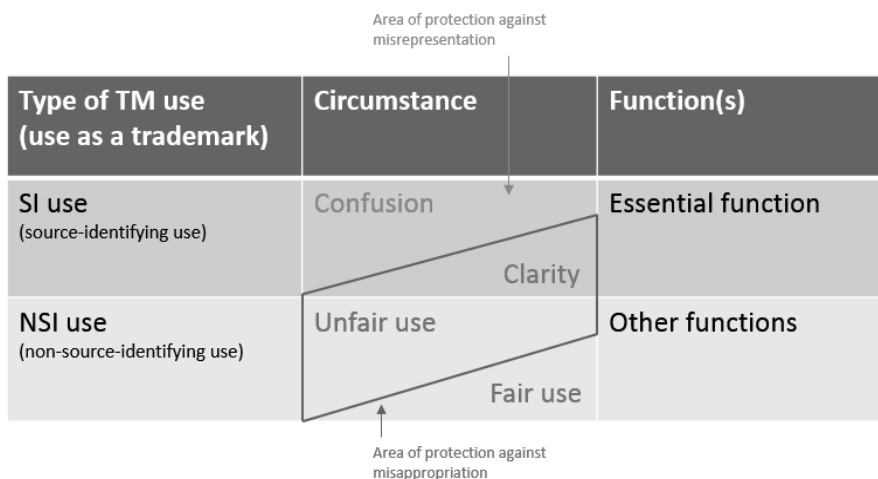 Area of protection against
misrepresentation
Type of TM use
(use as a trademark)
Circumstance
Function(s)
SI use
(source-identifying use)
Confusion
Clarity
Essential function
NSI use
(non-source-identifying use)
Unfair use
Fair use
Other functions
Area of protection against
misappropriation